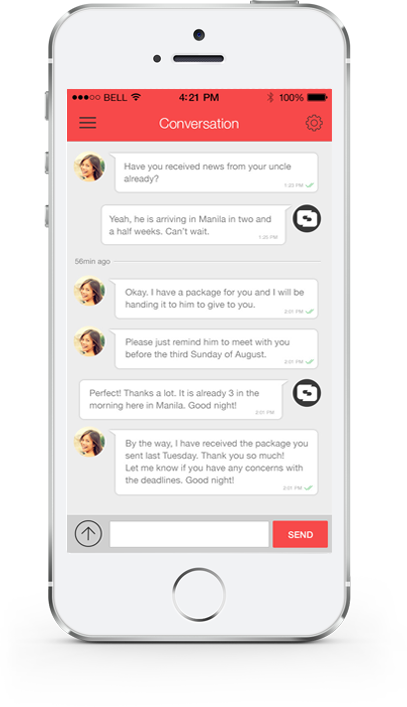 BELL 4:21 PM 100%
Conversation
Have you received news from your uncle
already?
1:20 PM
Yeah, he is arriving in Manila in two and
a half weeks. Can't wait.
1:20 PM
56min ago
Okay. I have a package for you and I will be
handing it to him to give to you.
2:01 PM
Please just remind him to meet with you
before the third Sunday of August.
2:01 PM
Perfect! Thanks a lot. It is already 3 in the
morning here in Manila. Good night!
2:01 PM
By the way, I have received the package you
sent last Tuesday. Thank you so much!
Let me know if you have any concerns with
the deadlines. Good night!
2:01 PM
SEND